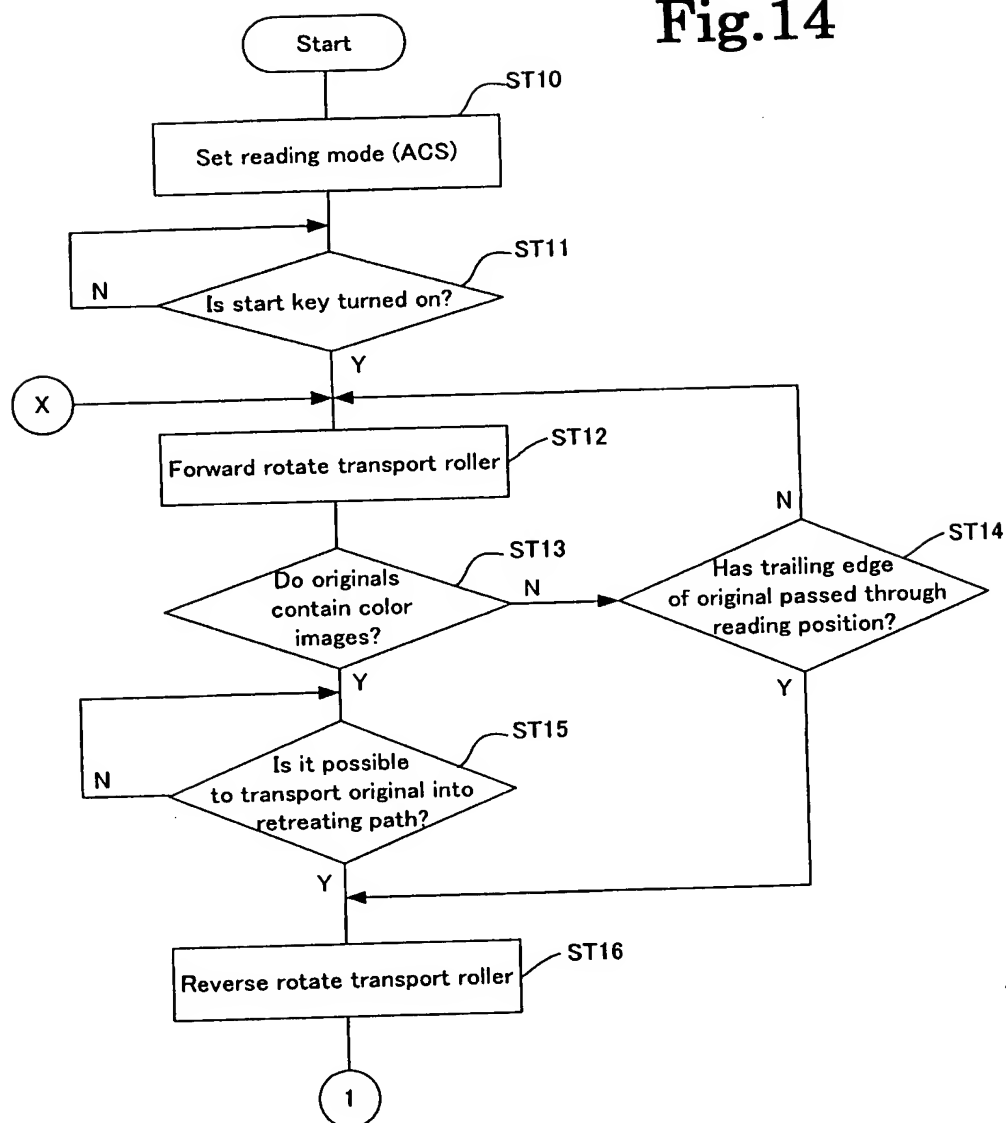 Fig.14
Start
ST10
Set reading mode (ACS)
ST11
N
Is start key turned on?
Y
X
ST12
Forward rotate transport roller
N
ST13
ST14
Do originals
contain color
images?
N
Has trailing edge
of original passed through
reading position?
Y
Y
ST15
N
Is it possible
to transport original into
retreating path?
Y
ST16
Reverse rotate transport roller
1